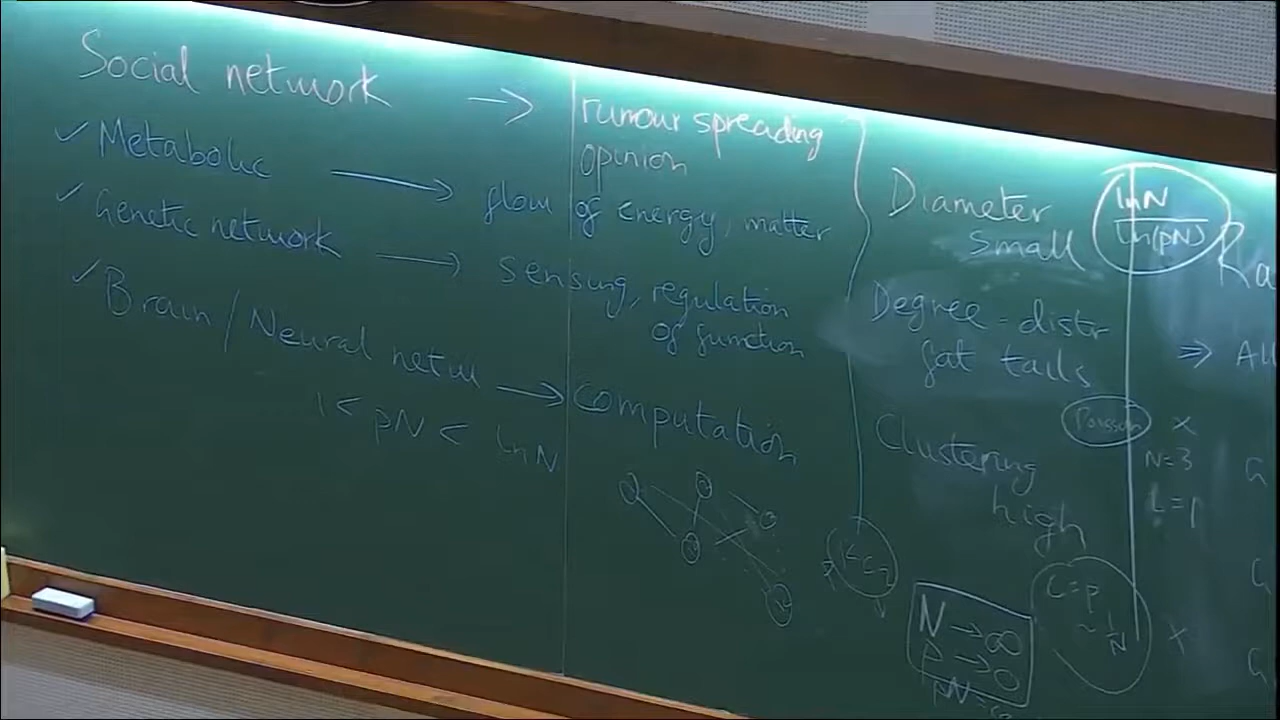 Social network → rumour spreading
opinion
✓ Metabolic → flow of energy, matter
✓ Genetic network → sensing, regulation
of function
✓ Brain / Neural netw → computation
1 < pN < ln N
Diameter
small
ln N
ln(pN)
Degree - distr
fat tails
Poisson x
Clustering
high
N=3
C = p
~ 1/N
x
N → ∞
p → 0